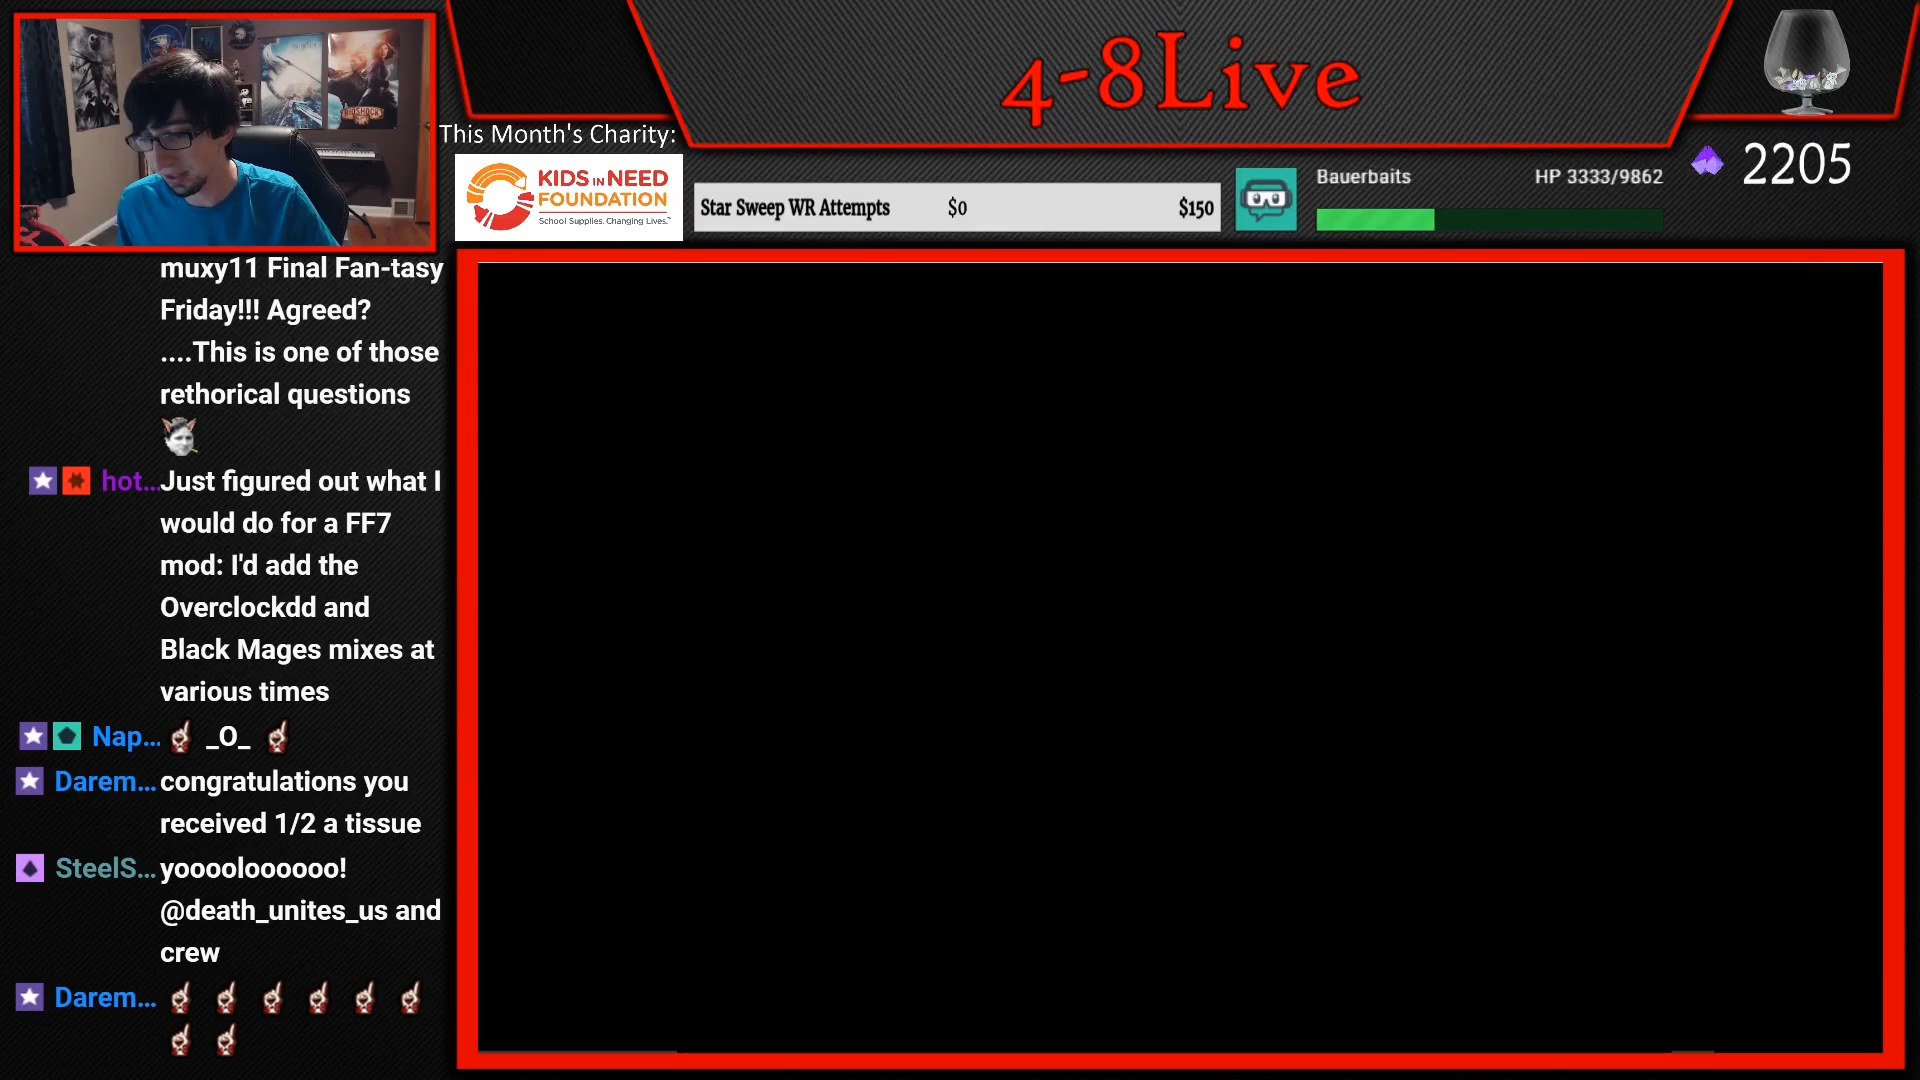 4-8Live
BIOSHOCK
This Month's Charity:
KIDS IN NEED
FOUNDATION
School Supplies. Changing Lives.
Star Sweep WR Attempts $0 $150
Bauerbaits HP 3333/9862
2205
muxy11 Final Fan-tasy
Friday!!! Agreed?
....This is one of those
rethorical questions
hot... Just figured out what I
would do for a FF7
mod: I'd add the
Overclockdd and
Black Mages mixes at
various times
Nap... _O_
Darem... congratulations you
received 1/2 a tissue
SteelS... yooooloooooo!
@death_unites_us and
crew
Darem...